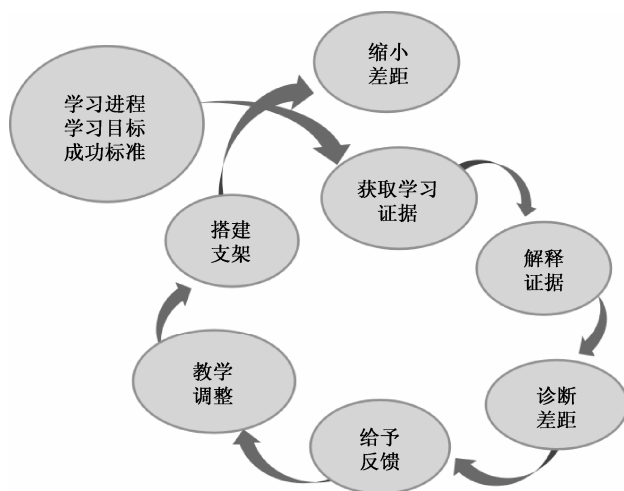 学习进程
学习目标
成功标准
缩小
差距
获取学习
证据
解释
证据
诊断
差距
给予
反馈
教学
调整
搭建
支架